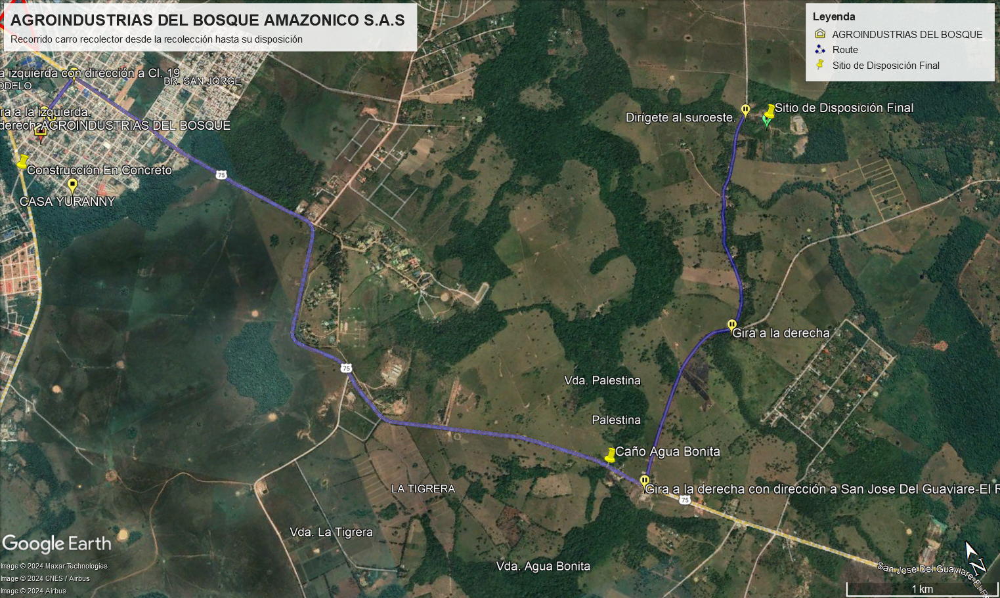 AGROINDUSTRIAS DEL BOSQUE AMAZONICO S.A.S
Recorrido carro recolector desde la recolección hasta su disposición
Leyenda
AGROINDUSTRIAS DEL BOSQUE
Route
Sitio de Disposición Final
a izquierda con dirección a Cl. 19
BR. SAN JORGE
ODELO
ra a la izquierda.
derecha
AGROINDUSTRIAS DEL BOSQUE
Sitio de Disposición Final
Dirígete al suroeste.
Construcción En Concreto
75
CASA YURANNY
Gira a la derecha
75
Vda. Palestina
Palestina
Caño Agua Bonita
LA TIGRERA
Gira a la derecha con dirección a San Jose Del Guaviare-El R
75
Vda. La Tigrera
Google Earth
Vda. Agua Bonita
San Jose Del Guaviare-El R
N
Image © 2024 Maxar Technologies
Image © 2024 CNES / Airbus
Image © 2024 Airbus
1 km